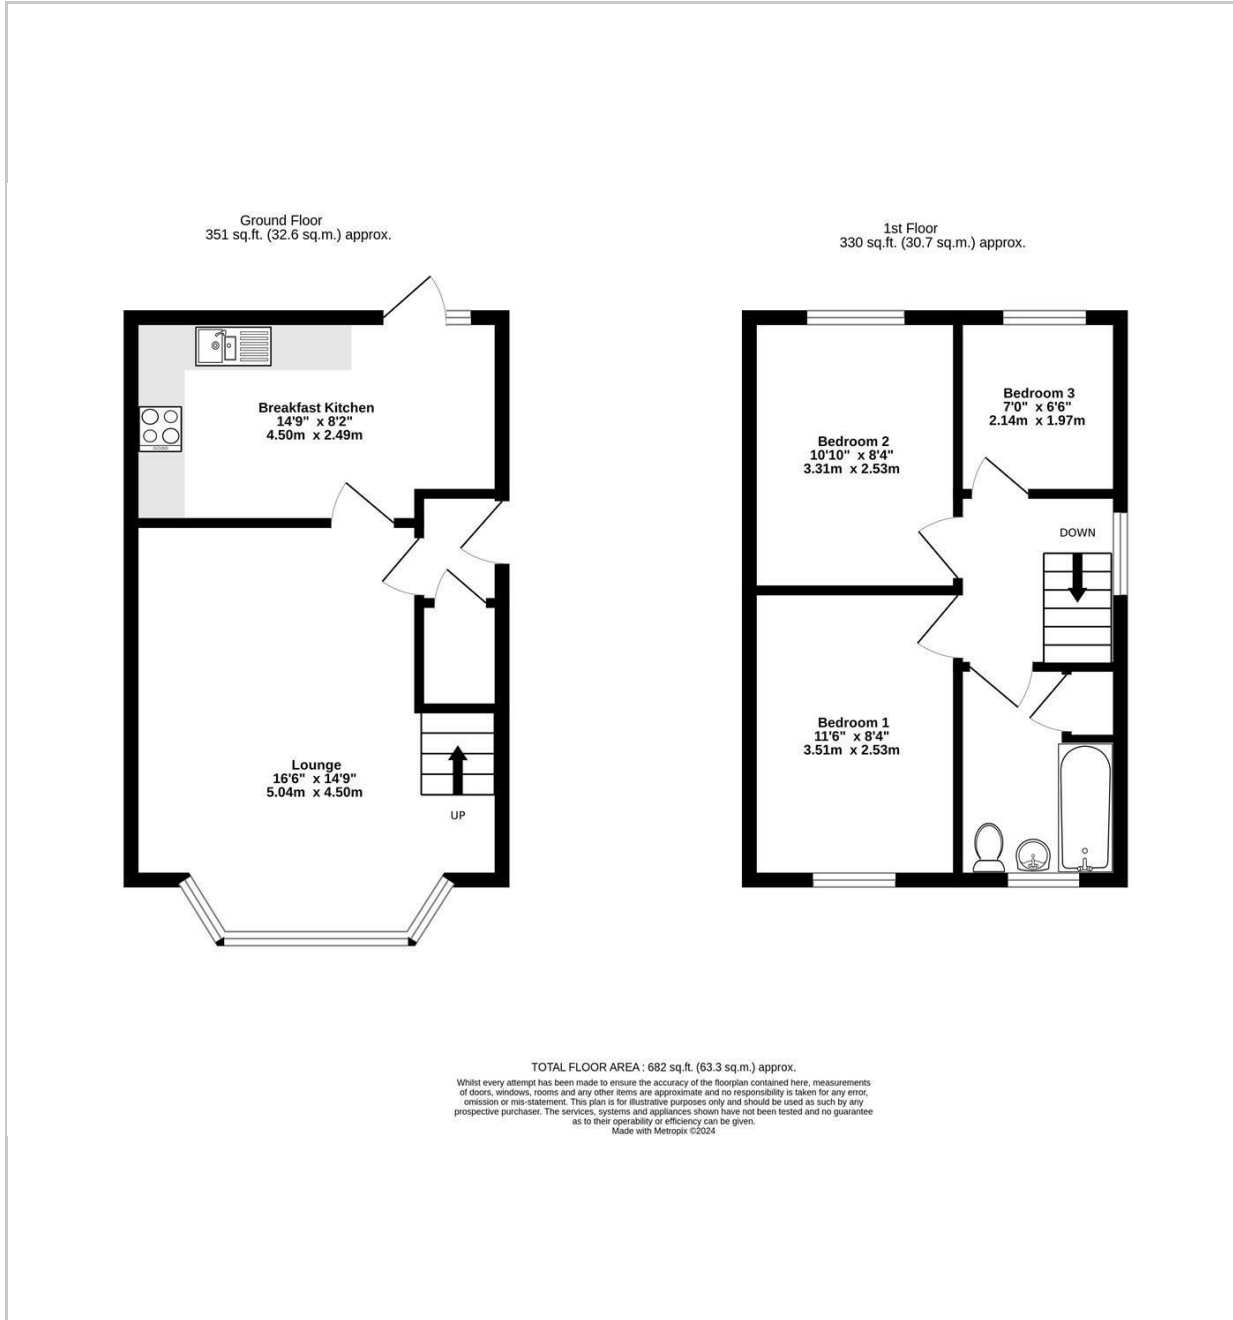 Ground Floor
351 sq.ft. (32.6 sq.m.) approx.
1st Floor
330 sq.ft. (30.7 sq.m.) approx.
Breakfast Kitchen
14'9" x 8'2"
4.50m x 2.49m
Lounge
16'6" x 14'9"
5.04m x 4.50m
UP
Bedroom 3
7'0" x 6'6"
2.14m x 1.97m
Bedroom 2
10'10" x 8'4"
3.31m x 2.53m
DOWN
Bedroom 1
11'6" x 8'4"
3.51m x 2.53m
TOTAL FLOOR AREA : 682 sq.ft. (63.3 sq.m.) approx.
Whilst every attempt has been made to ensure the accuracy of the floorplan contained here, measurements
of doors, windows, rooms and any other items are approximate and no responsibility is taken for any error,
omission or mis-statement. This plan is for illustrative purposes only and should be used as such by any
prospective purchaser. The services, systems and appliances shown have not been tested and no guarantee
as to their operability or efficiency can be given.
Made with Metropix ©2024